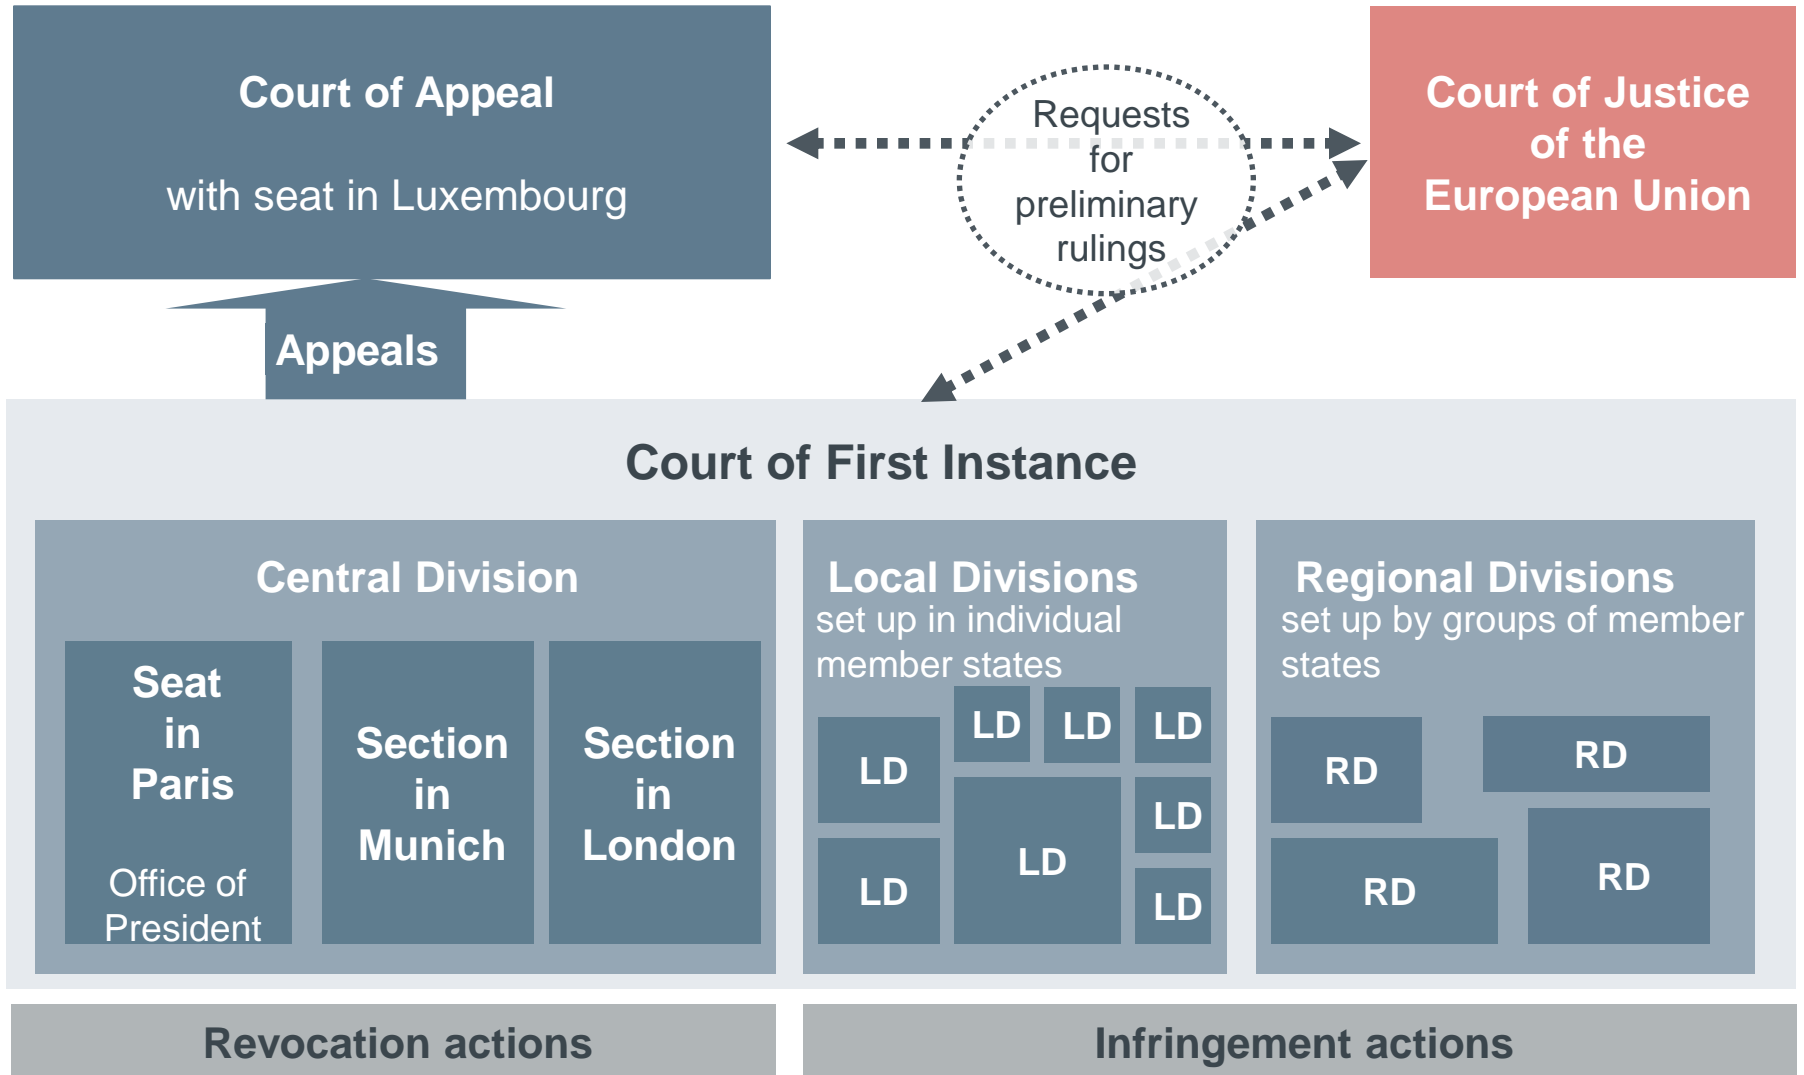 Court of Appeal
with seat in Luxembourg
Requests
for
preliminary
rulings
Court of Justice
of the
European Union
Appeals
Court of First Instance
Central Division
Seat
in
Paris
Office of
President
Section
in
Munich
Section
in
London
Local Divisions
set up in individual
member states
LD
LD
LD
LD
LD
LD
LD
LD
LD
Regional Divisions
set up by groups of member
states
RD
RD
RD
RD
Revocation actions
Infringement actions